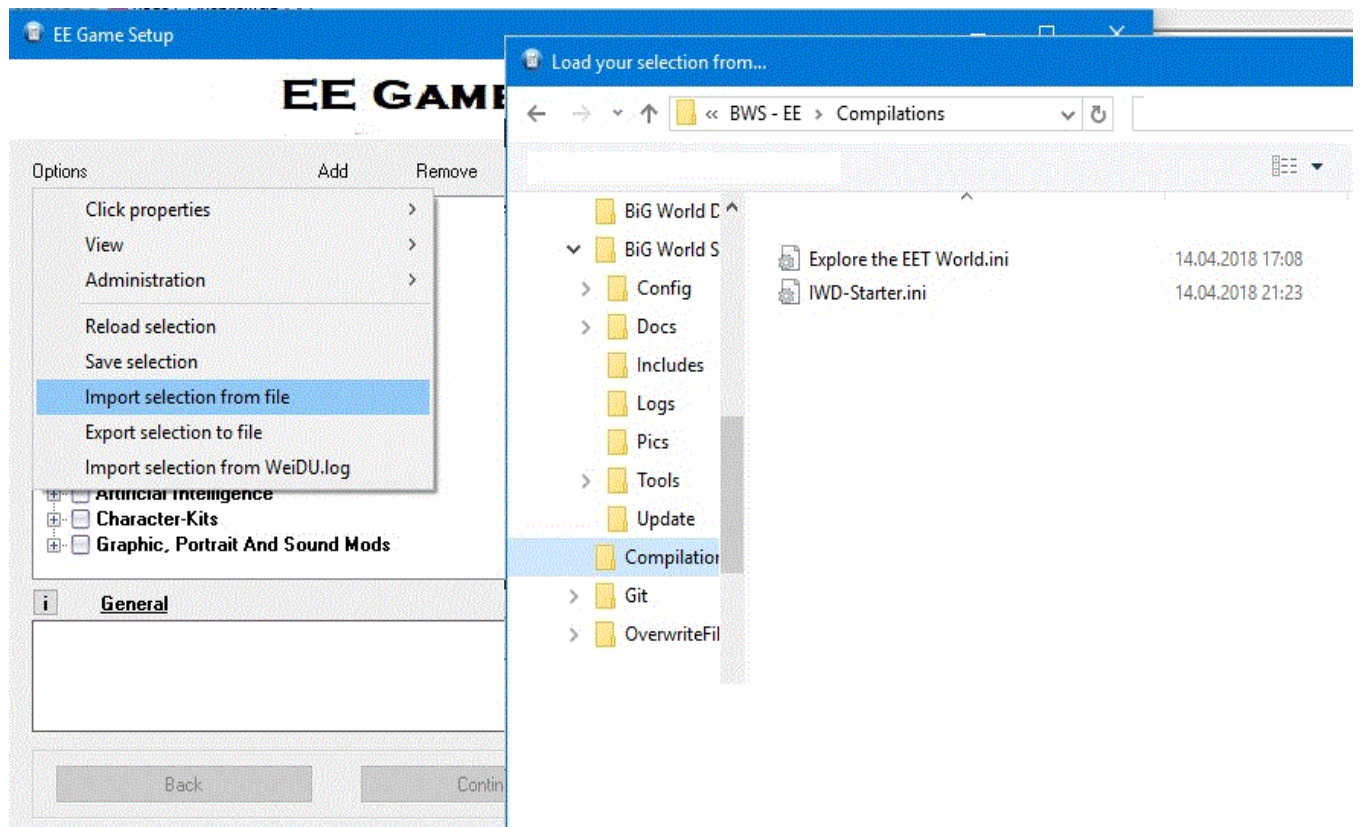 EE Game Setup
EE GAME
Options Add Remove
Click properties
View
Administration
Reload selection
Save selection
Import selection from file
Export selection to file
Import selection from WeiDU.log
Artificial Intelligence
Character-Kits
Graphic, Portrait And Sound Mods
i General
Back Contin
Load your selection from...
« BWS - EE > Compilations
BiG World D
BiG World S
Config
Docs
Includes
Logs
Pics
Tools
Update
Compilation
Git
OverwriteFil
Explore the EET World.ini 14.04.2018 17:08
IWD-Starter.ini 14.04.2018 21:23